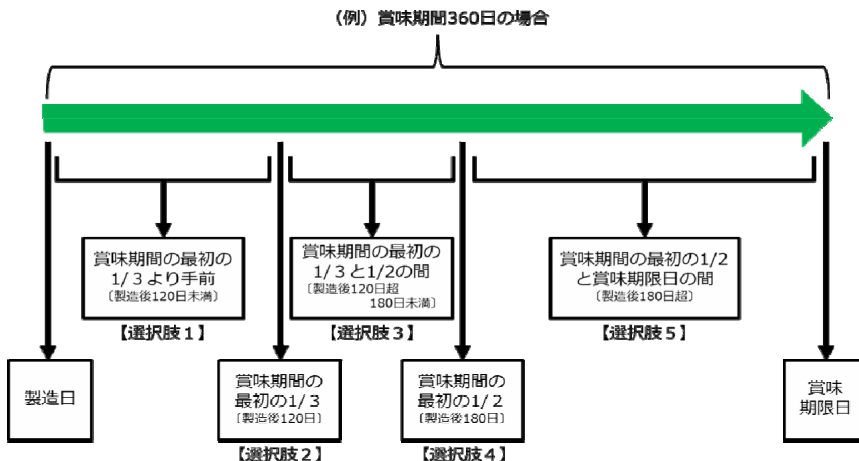 （例）賞味期間360日の場合
賞味期間の最初の
1/3より手前
〔製造後120日未満〕
【選択肢１】
賞味期間の最初の
1/3と1/2の間
〔製造後120日超
180日未満〕
【選択肢３】
賞味期間の最初の1/2
と賞味期限日の間
〔製造後180日超〕
【選択肢５】
製造日
賞味期間の
最初の1/3
〔製造後120日〕
【選択肢２】
賞味期間の
最初の1/2
〔製造後180日〕
【選択肢４】
賞味
期限日